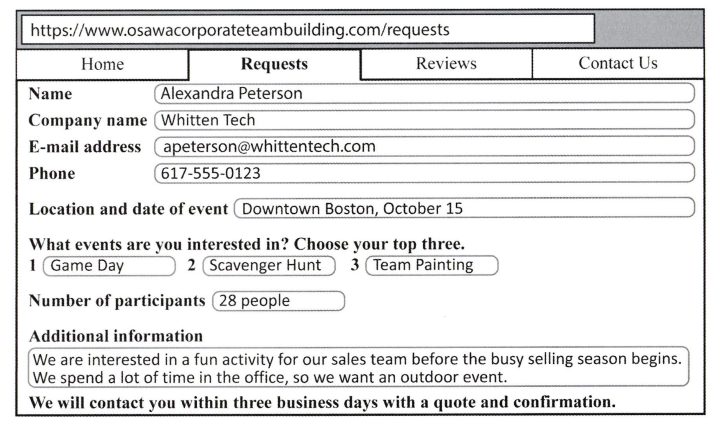 https://www.osawacorporateteambuilding.com/requests
Home Requests Reviews Contact Us
Name Alexandra Peterson
Company name Whitten Tech
E-mail address apeterson@whittentech.com
Phone 617-555-0123
Location and date of event Downtown Boston, October 15
What events are you interested in? Choose your top three.
1 Game Day 2 Scavenger Hunt 3 Team Painting
Number of participants 28 people
Additional information
We are interested in a fun activity for our sales team before the busy selling season begins.
We spend a lot of time in the office, so we want an outdoor event.
We will contact you within three business days with a quote and confirmation.